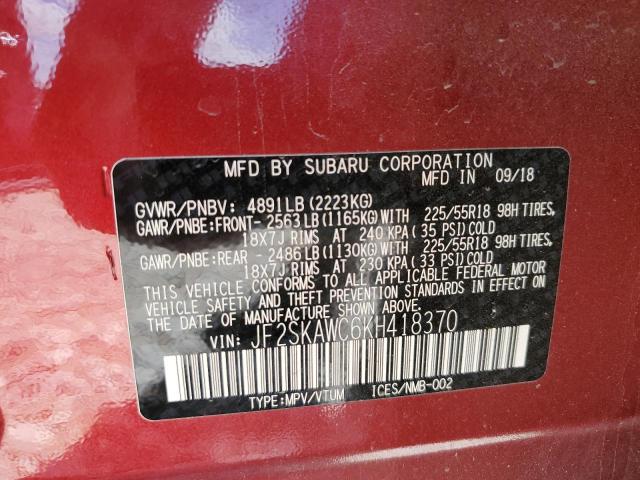 MFD BY SUBARU CORPORATION
MFD IN 09/18
GVWR/PNBV: 4891LB (2223KG)
GAWR/PNBE:FRONT- 2563LB(1165KG)WITH 225/55R18 98H TIRES,
18X7J RIMS AT 240 KPA( 35 PSI)COLD
GAWR/PNBE:REAR - 2486LB(1130KG)WITH 225/55R18 98H TIRES,
18X7J RIMS AT 230 KPA( 33 PSI)COLD
THIS VEHICLE CONFORMS TO ALL APPLICABLE FEDERAL MOTOR
VEHICLE SAFETY AND THEFT PREVENTION STANDARDS IN EFFECT ON
THE DATE OF MANUFACTURE SHOWN ABOVE.
VIN: JF2SKAWC6KH418370
TYPE:MPV/VTUM ICES/NMB-002